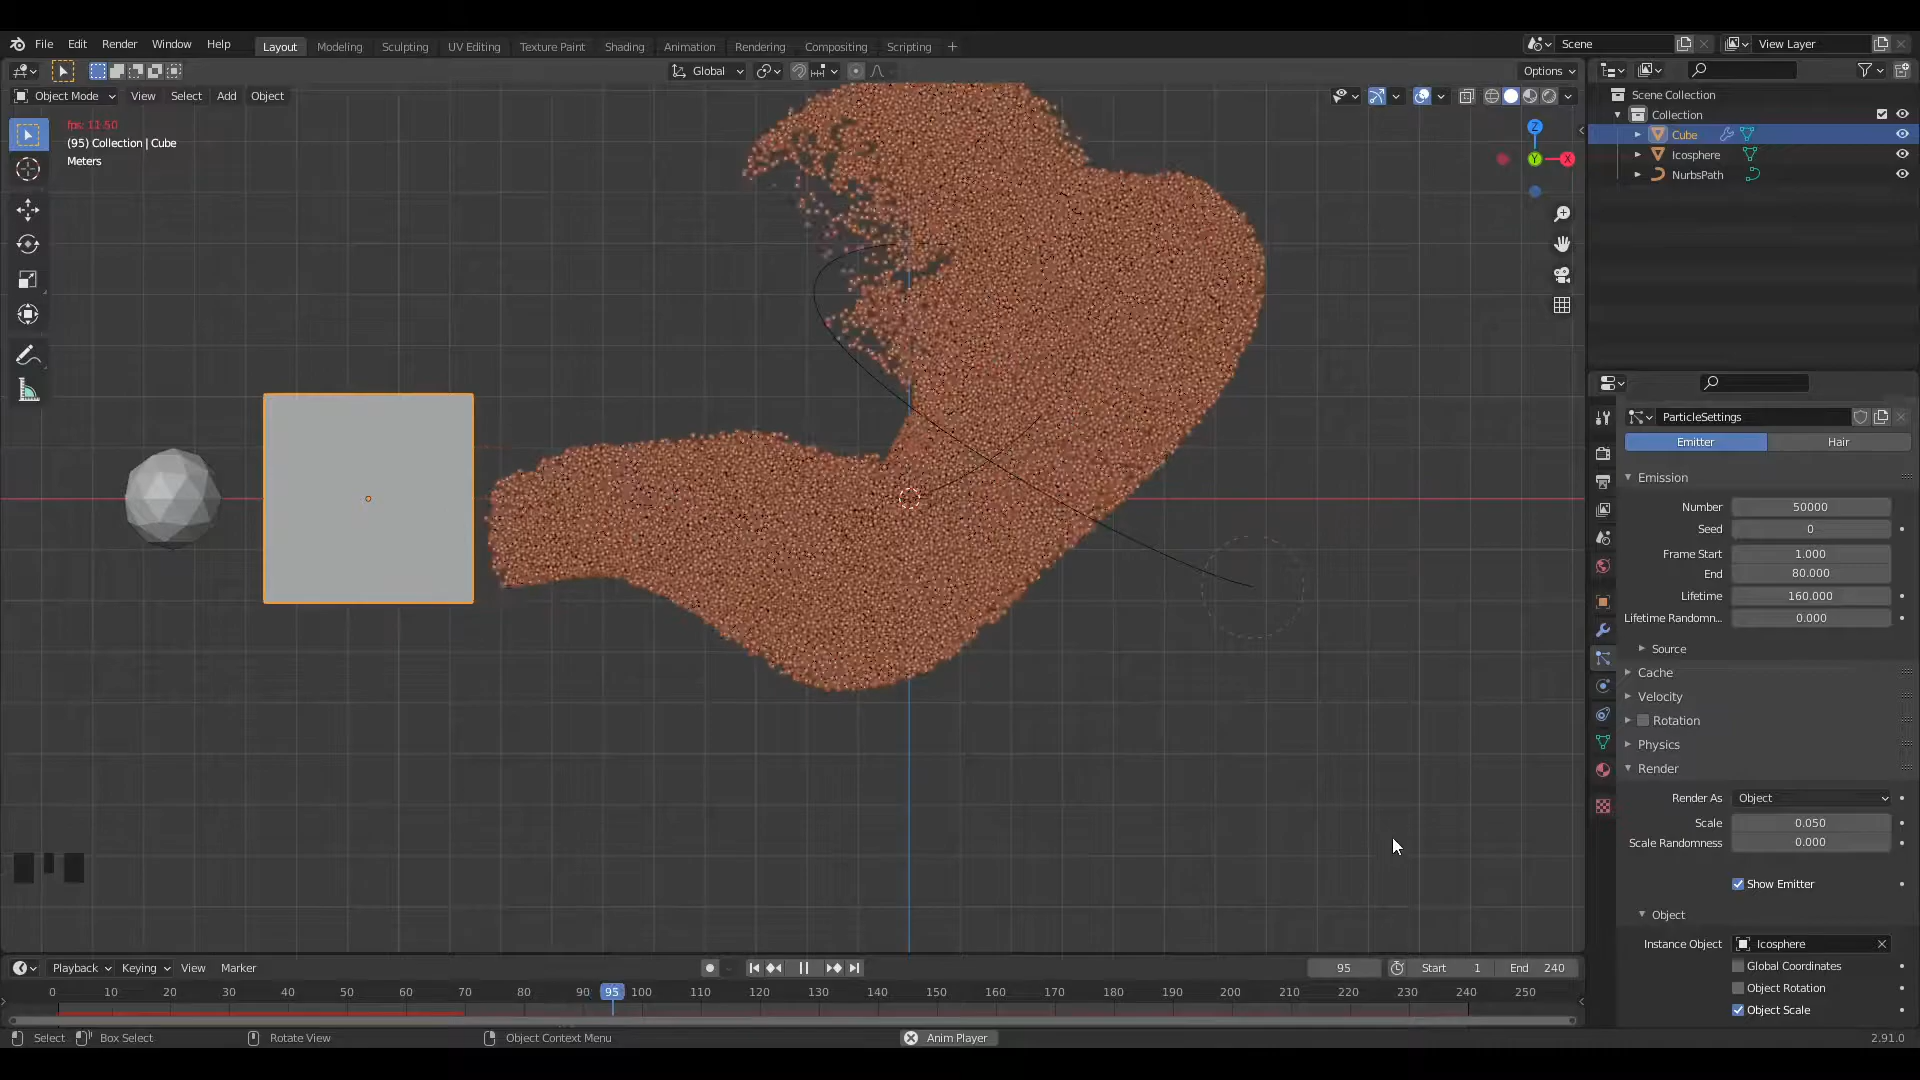 File Edit Render Window Help Layout Modeling Sculpting UV Editing Texture Paint Shading Animation Rendering Compositing Scripting + Scene View Layer
Global Options
Object Mode View Select Add Object
fps: 11.50
(95) Collection | Cube
Meters
Z
Y
X
Scene Collection
Collection
Cube
Icosphere
NurbsPath
ParticleSettings
Emitter Hair
Emission
Number 50000
Seed 0
Frame Start 1.000
End 80.000
Lifetime 160.000
Lifetime Randomn... 0.000
Source
Cache
Velocity
Rotation
Physics
Render
Render As Object
Scale 0.050
Scale Randomness 0.000
Show Emitter
Object
Instance Object Icosphere
Global Coordinates
Object Rotation
Object Scale
Playback Keying View Marker 95 Start 1 End 240
0 10 20 30 40 50 60 70 80 90 95 100 110 120 130 140 150 160 170 180 190 200 210 220 230 240 250
Select Box Select Rotate View Object Context Menu Anim Player 2.91.0